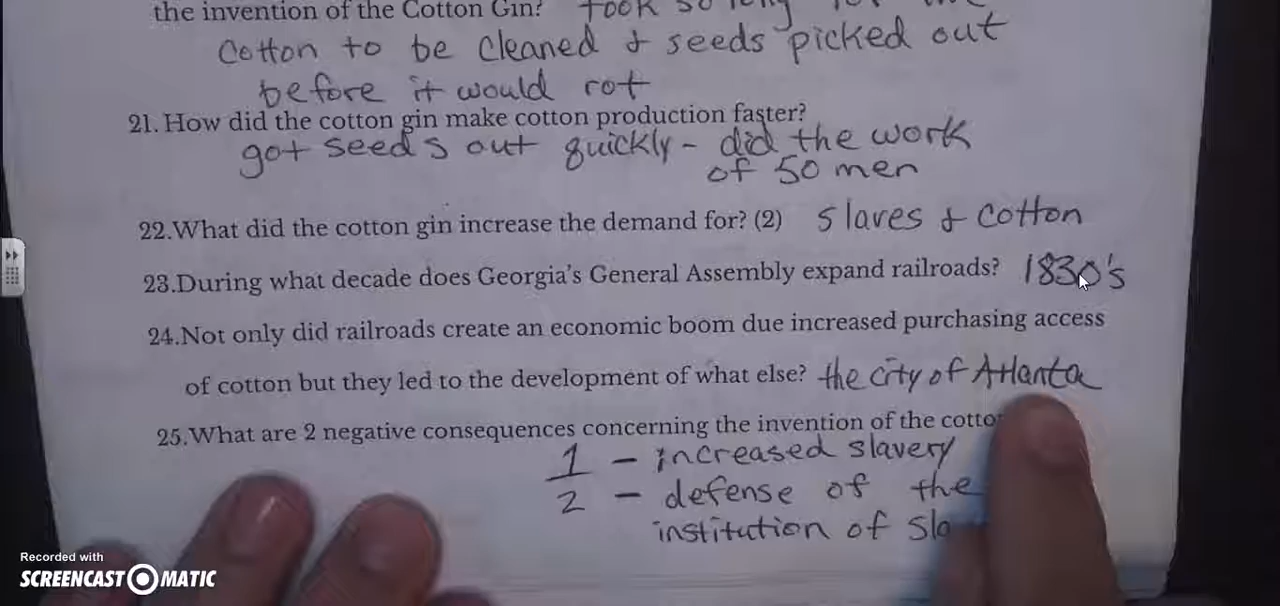 the invention of the Cotton Gin? took so long for the
cotton to be cleaned & seeds picked out
before it would rot
21. How did the cotton gin make cotton production faster?
got seeds out quickly - did the work
of 50 men
22.What did the cotton gin increase the demand for? (2) slaves & cotton
23.During what decade does Georgia's General Assembly expand railroads? 1830's
24.Not only did railroads create an economic boom due increased purchasing access
of cotton but they led to the development of what else? the city of Atlanta
25.What are 2 negative consequences concerning the invention of the cotto
1 - increased slavery
2 - defense of the
institution of sla
Recorded with
SCREENCAST-O-MATIC